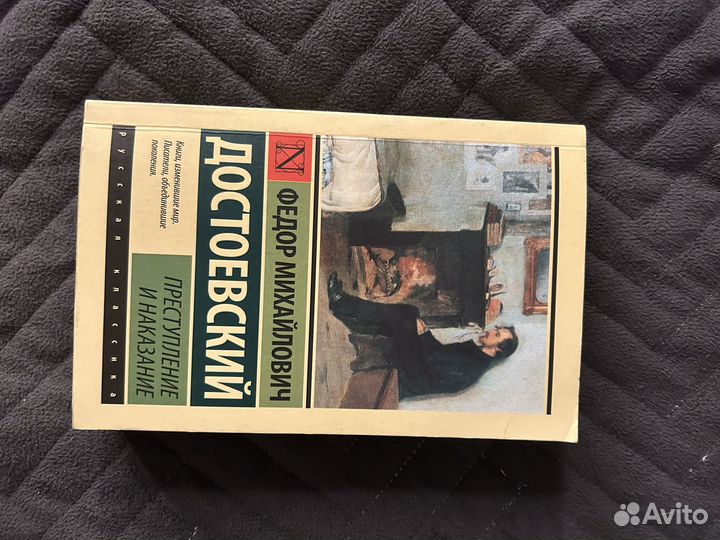 Русская классика
Книги, изменившие мир.
Писатели, объединившие
поколения.
ПРЕСТУПЛЕНИЕ
И НАКАЗАНИЕ
ДОСТОЕВСКИЙ
ФЕДОР МИХАЙЛОВИЧ
N
Avito